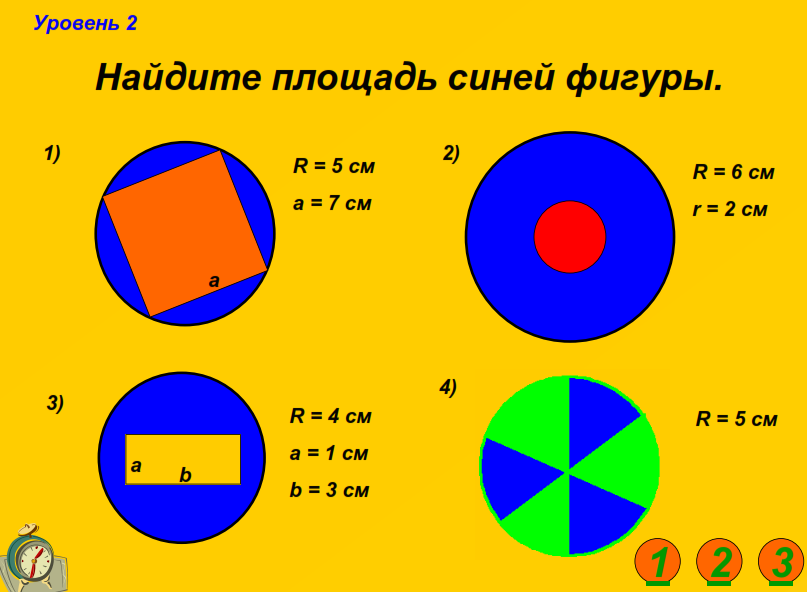 Уровень 2
Найдите площадь синей фигуры.
1)
R = 5 см
a = 7 см
a
2)
R = 6 см
r = 2 см
3)
R = 4 см
a = 1 см
b = 3 см
a
b
4)
R = 5 см
1 2 3